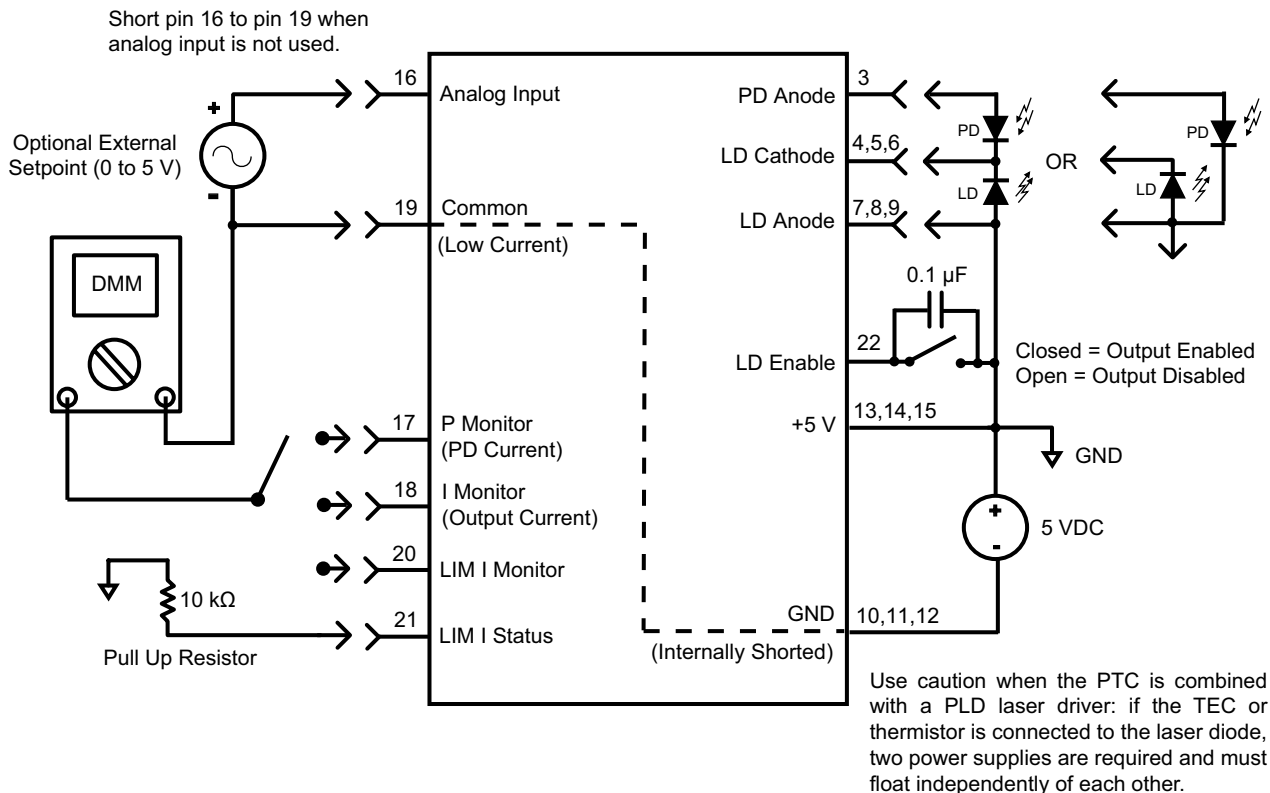 Short pin 16 to pin 19 when
analog input is not used.
16
Analog Input
+
Optional External
Setpoint (0 to 5 V)
-
19
Common
(Low Current)
DMM
17
P Monitor
(PD Current)
18
I Monitor
(Output Current)
20
LIM I Monitor
10 kΩ
21
LIM I Status
Pull Up Resistor
3
PD Anode
PD
4,5,6
LD Cathode
LD
7,8,9
LD Anode
OR
PD
LD
0.1 µF
22
LD Enable
Closed = Output Enabled
Open = Output Disabled
13,14,15
+5 V
GND
+
5 VDC
-
GND
10,11,12
(Internally Shorted)
Use caution when the PTC is combined
with a PLD laser driver: if the TEC or
thermistor is connected to the laser diode,
two power supplies are required and must
float independently of each other.